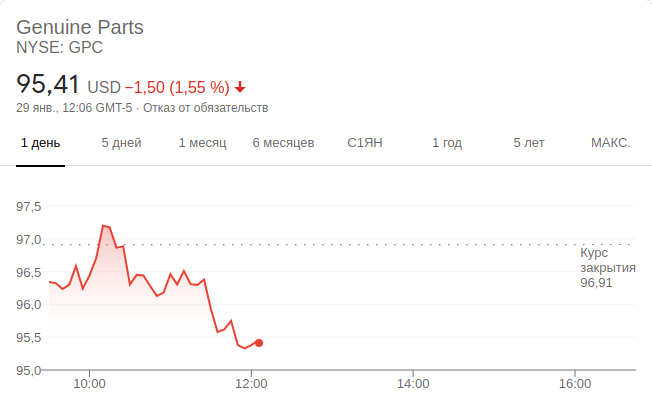 Genuine Parts
NYSE: GPC
95,41 USD −1,50 (1,55 %)
29 янв., 12:06 GMT-5 · Отказ от обязательств
1 день 5 дней 1 месяц 6 месяцев С1ЯН 1 год 5 лет МАКС.
97,5
97,0
Курс
закрытия
96,91
96,5
96,0
95,5
95,0
10:00 12:00 14:00 16:00